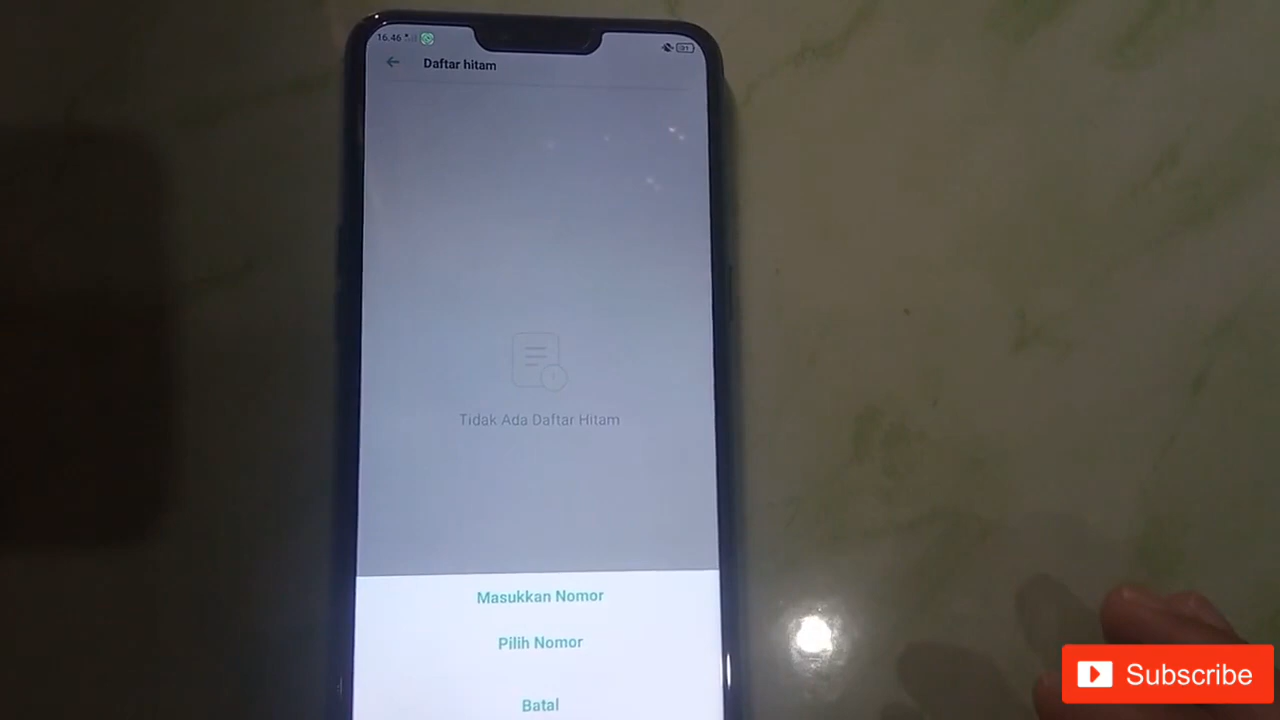 16.46
Daftar hitam
Tidak Ada Daftar Hitam
Masukkan Nomor
Pilih Nomor
Batal
Subscribe